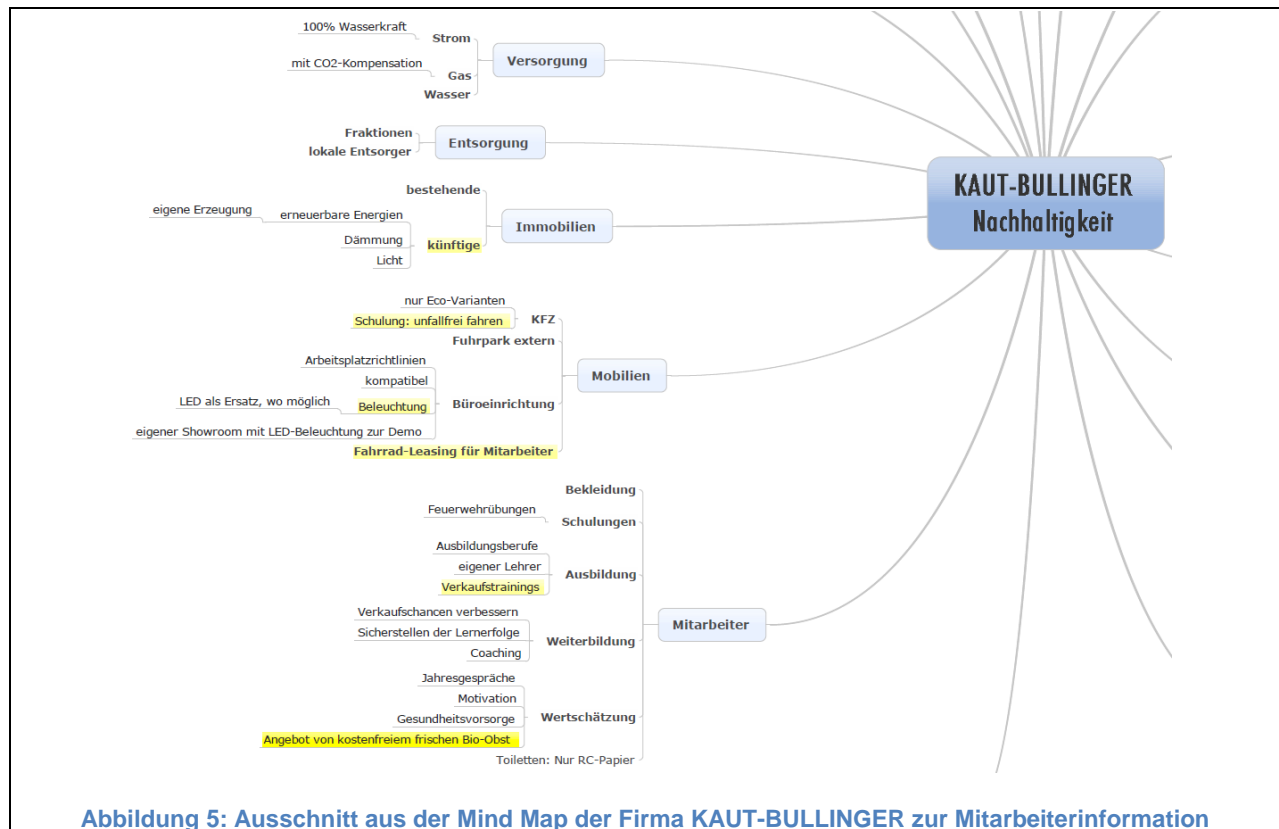 100% Wasserkraft
Strom
mit CO2-Kompensation
Gas
Wasser
Versorgung
Fraktionen
lokale Entsorger
Entsorgung
bestehende
eigene Erzeugung
erneuerbare Energien
Dämmung
Licht
künftige
Immobilien
KAUT-BULLINGER
Nachhaltigkeit
nur Eco-Varianten
Schulung: unfallfrei fahren
KFZ
Fuhrpark extern
Arbeitsplatzrichtlinien
kompatibel
LED als Ersatz, wo möglich
Beleuchtung
eigener Showroom mit LED-Beleuchtung zur Demo
Büroeinrichtung
Fahrrad-Leasing für Mitarbeiter
Mobilien
Bekleidung
Feuerwehrübungen
Schulungen
Ausbildungsberufe
eigener Lehrer
Verkaufstrainings
Ausbildung
Verkaufschancen verbessern
Sicherstellen der Lernerfolge
Coaching
Weiterbildung
Jahresgespräche
Motivation
Gesundheitsvorsorge
Angebot von kostenfreiem frischen Bio-Obst
Wertschätzung
Toiletten: Nur RC-Papier
Mitarbeiter
Abbildung 5: Ausschnitt aus der Mind Map der Firma KAUT-BULLINGER zur Mitarbeiterinformation